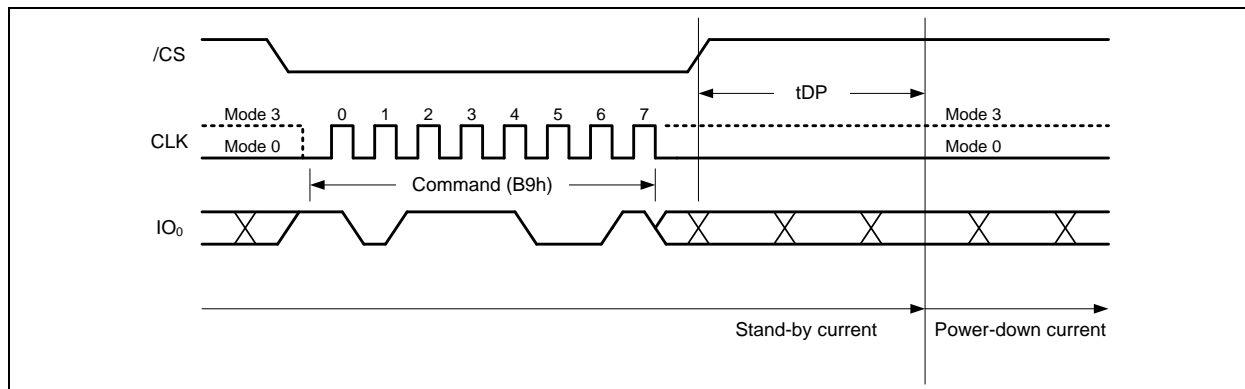 /CS
tDP
Mode 3 0 1 2 3 4 5 6 7 Mode 3
CLK
Mode 0 Mode 0
Command (B9h)
IO₀
Stand-by current Power-down current